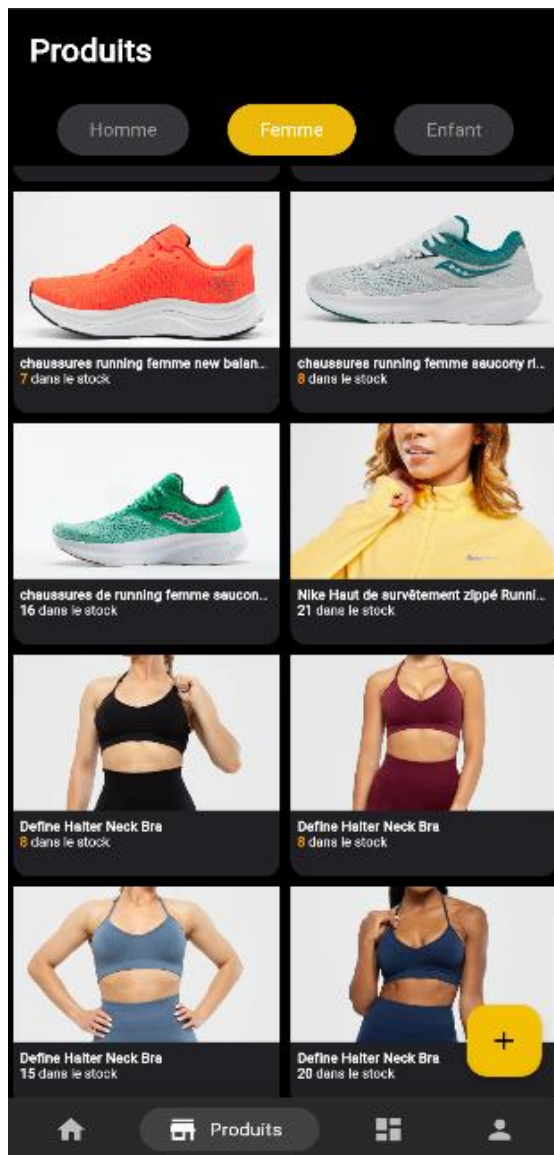 Produits
Homme
Femme
Enfant
chaussures running femme new balan...
7 dans le stock
chaussures running femme saucony ri...
8 dans le stock
chaussures de running femme saucon...
16 dans le stock
Nike Haut de survêtement zippé Runni...
21 dans le stock
Define Halter Neck Bra
8 dans le stock
Define Halter Neck Bra
8 dans le stock
Define Halter Neck Bra
15 dans le stock
Define Halter Neck Bra
20 dans le stock
+
Produits